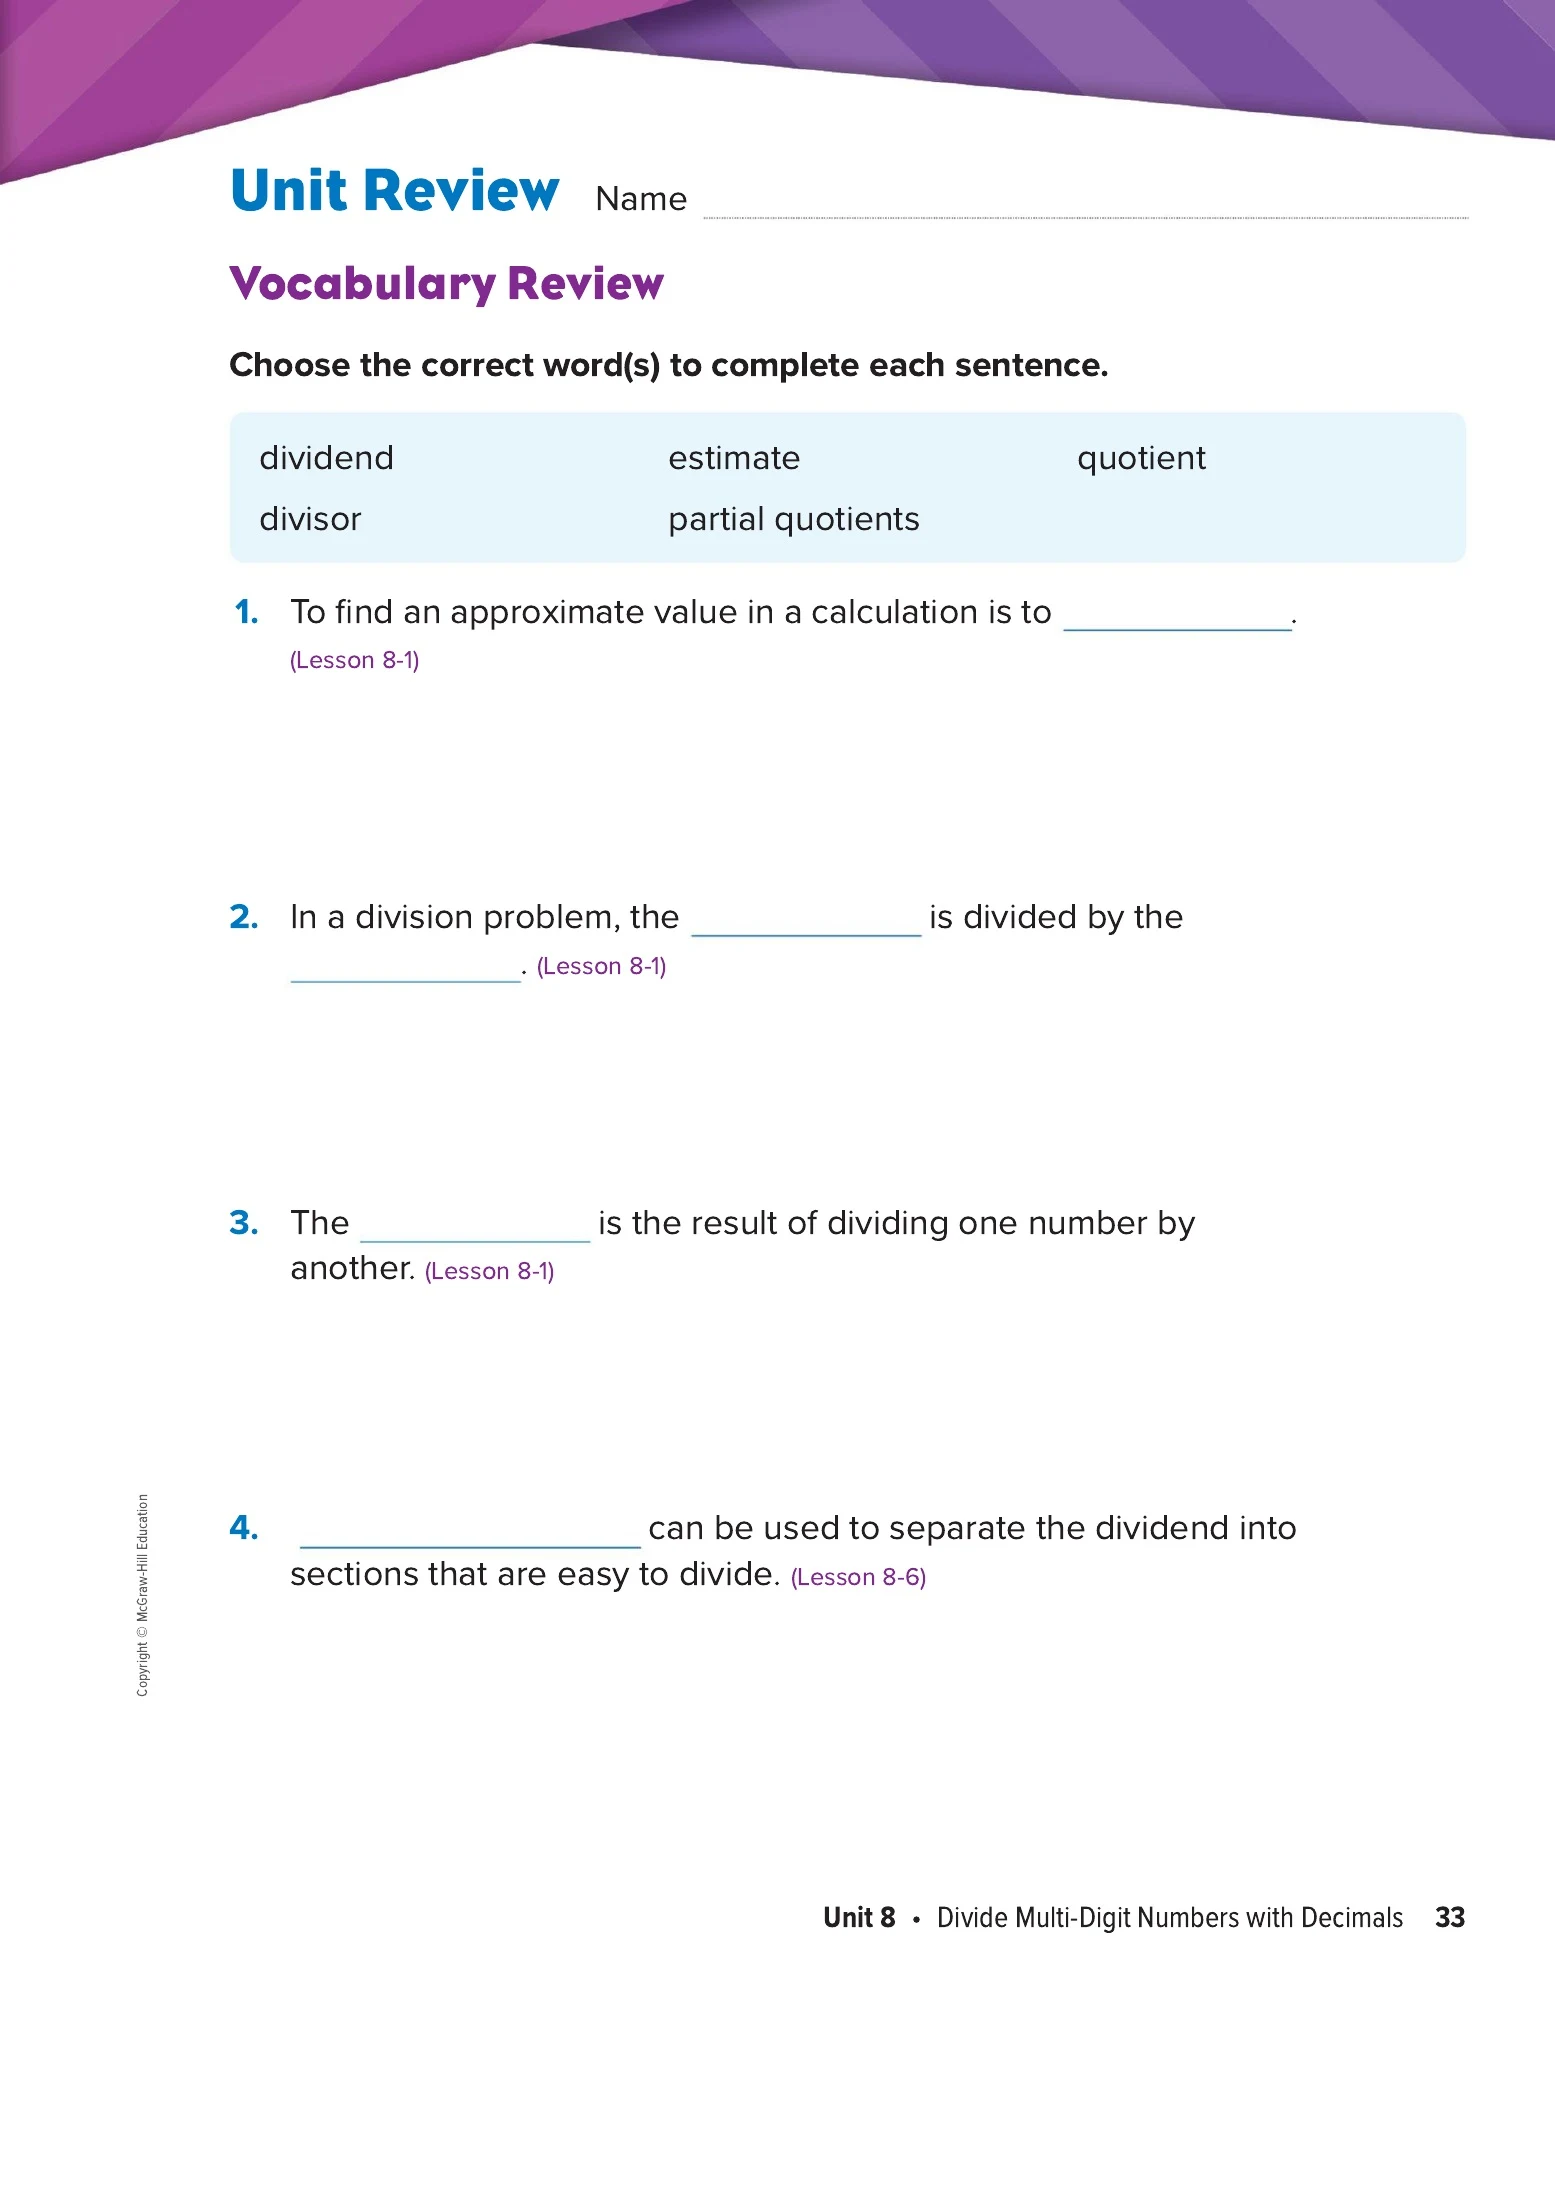 Unit Review Name
Vocabulary Review
Choose the correct word(s) to complete each sentence.
dividend estimate quotient
divisor partial quotients
1. To find an approximate value in a calculation is to ____________.
(Lesson 8-1)
2. In a division problem, the ____________ is divided by the
____________. (Lesson 8-1)
3. The ____________ is the result of dividing one number by
another. (Lesson 8-1)
4. __________________ can be used to separate the dividend into
sections that are easy to divide. (Lesson 8-6)
Copyright © McGraw-Hill Education
Unit 8 • Divide Multi-Digit Numbers with Decimals 33